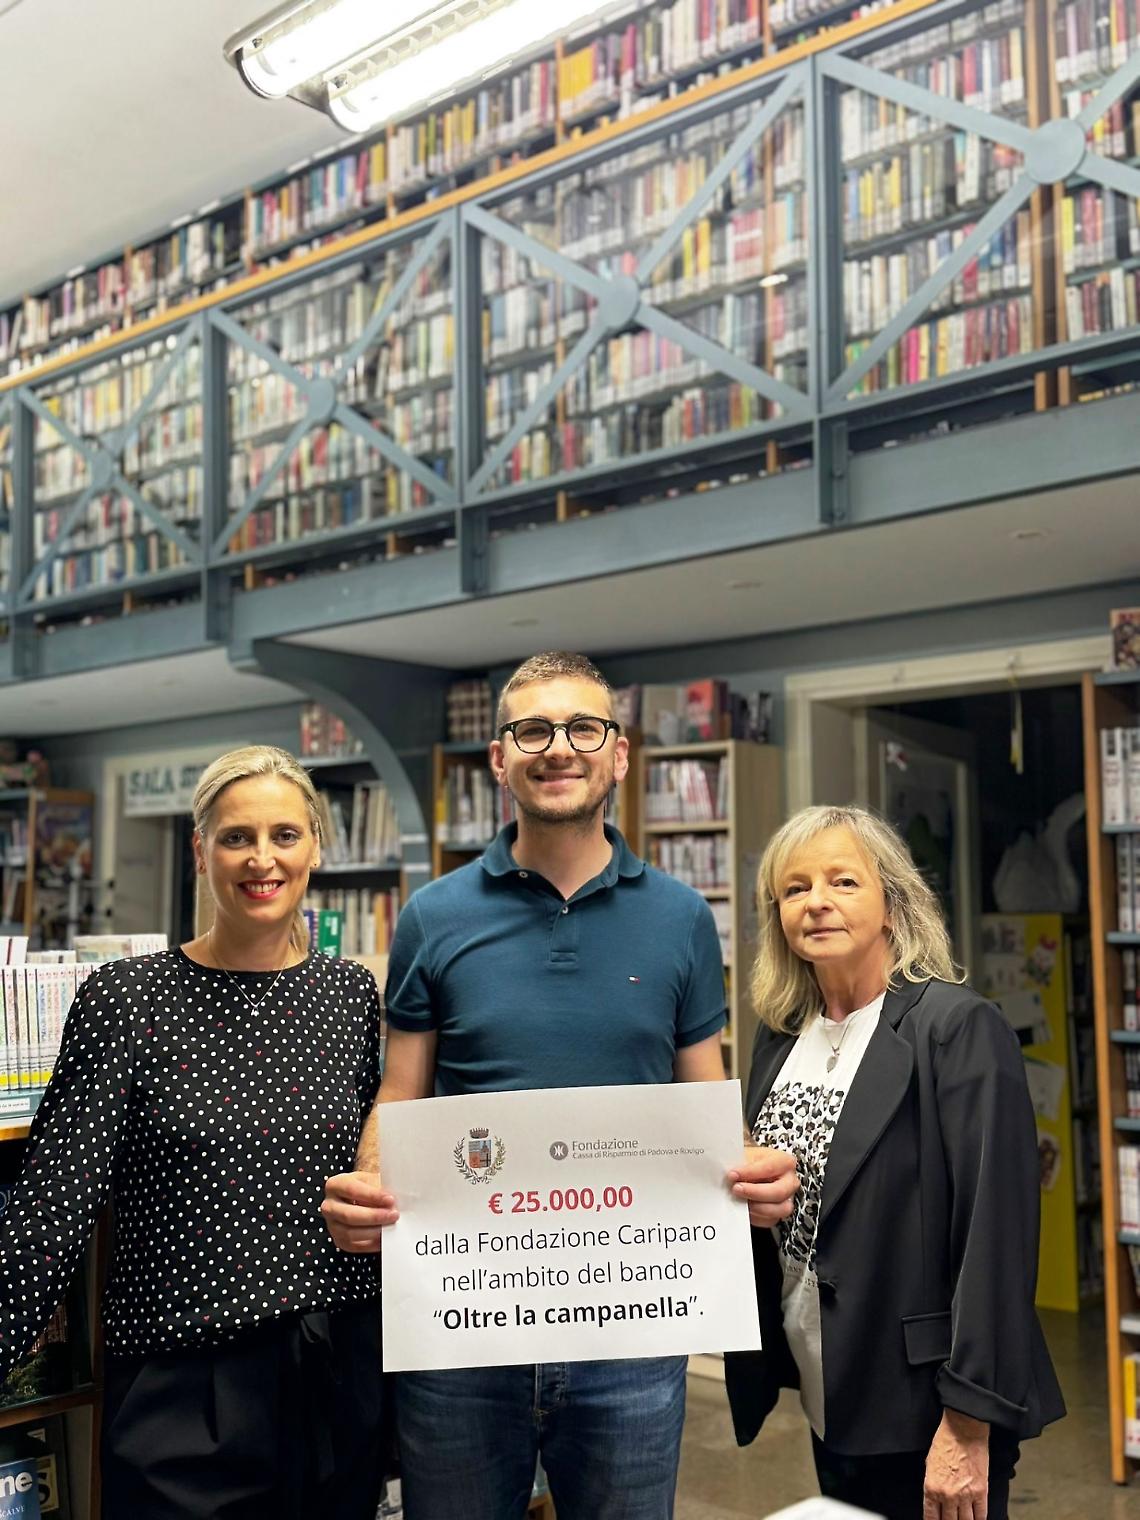 SALA
Fondazione
Cassa di Risparmio di Padova e Rovigo
€ 25.000,00
dalla Fondazione Cariparo
nell'ambito del bando
“Oltre la campanella”.